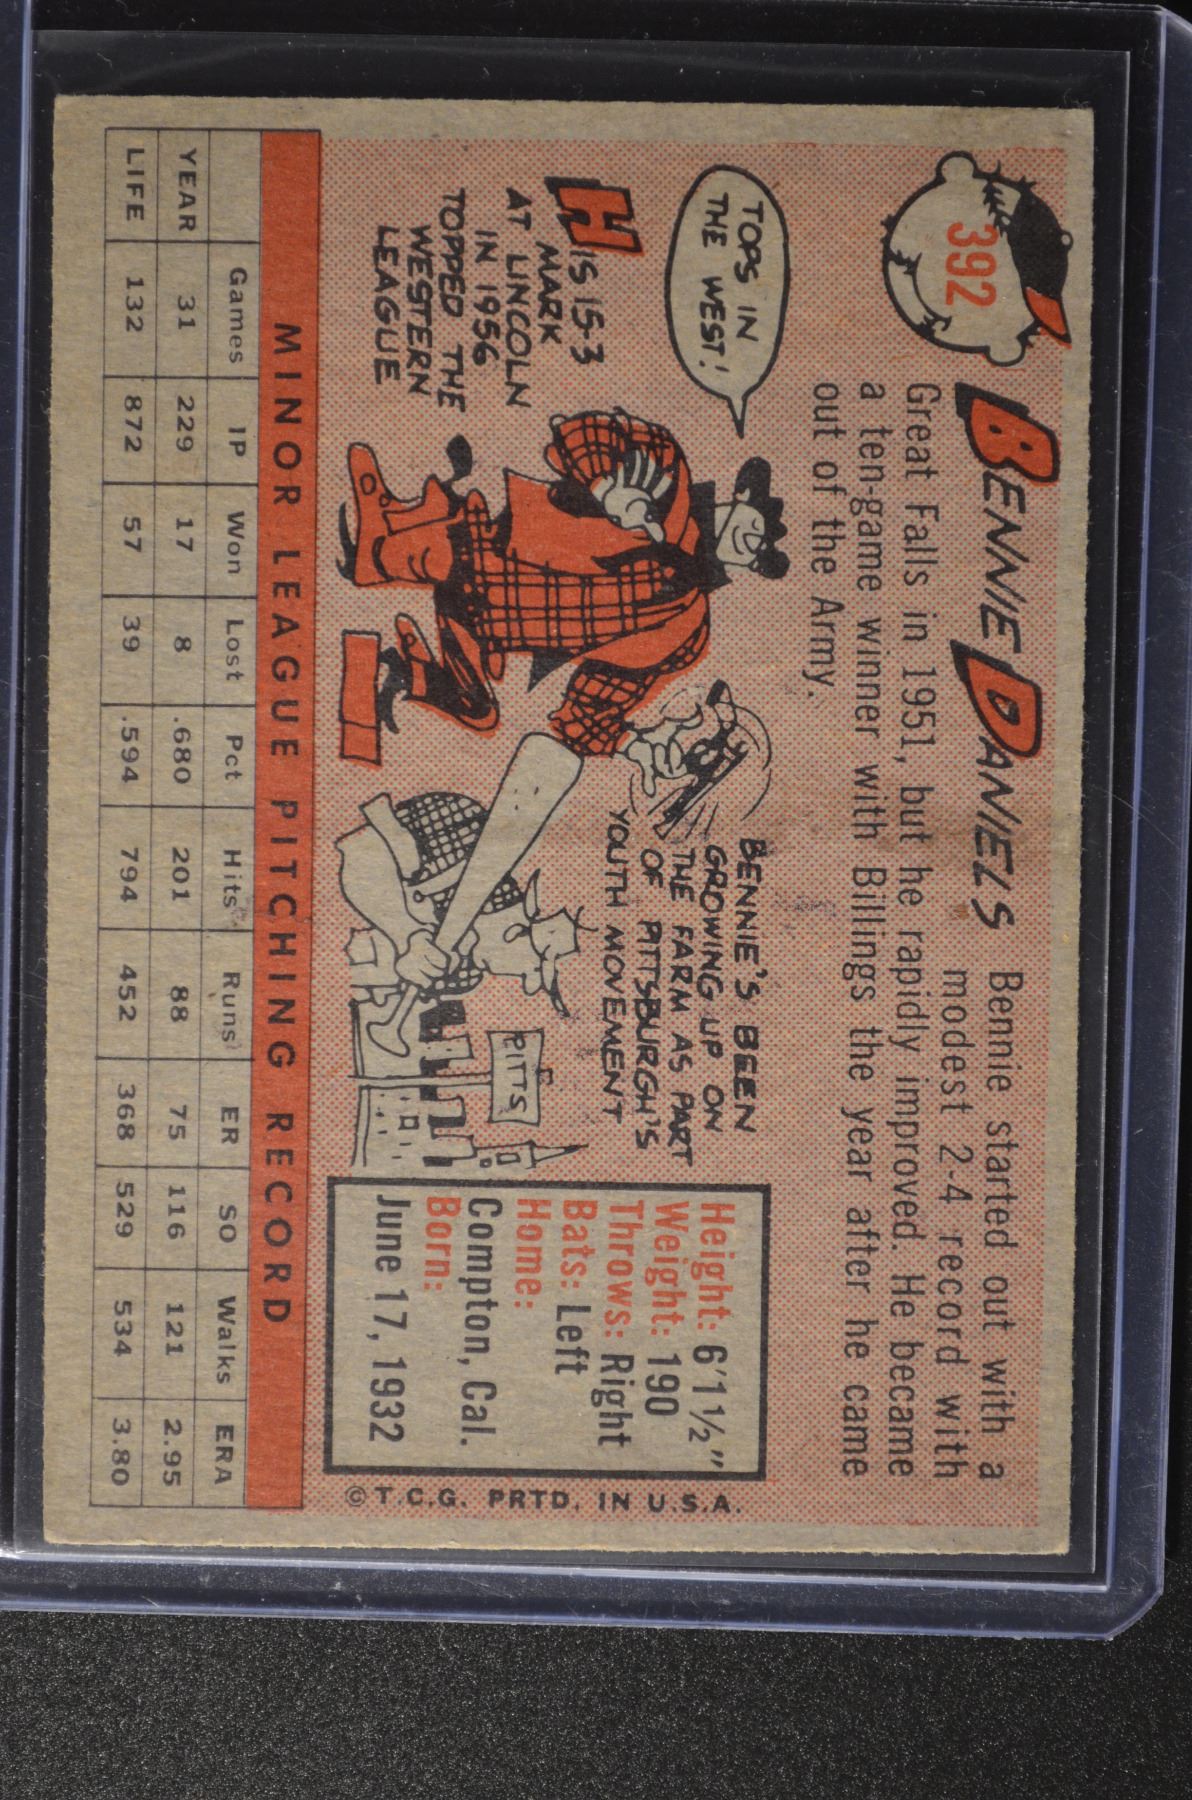 392
BENNIE DANIELS
Bennie started out with a
modest 2-4 record with
Great Falls in 1951, but he rapidly improved. He became
a ten-game winner with Billings the year after he came
out of the Army.
TOPS IN
THE WEST!
HIS 15-3
MARK
AT LINCOLN
IN 1956
TOPPED THE
WESTERN
LEAGUE
BENNIE'S BEEN
GROWING UP ON
THE FARM AS PART
OF PITTSBURGH'S
YOUTH MOVEMENT
PITTS
Height: 6'1½"
Weight: 190
Throws: Right
Bats: Left
Home:
Compton, Cal.
Born:
June 17, 1932
© T.C.G. PRTD. IN U.S.A.
MINOR LEAGUE PITCHING RECORD
Games IP Won Lost Pct Hits Runs ER SO Walks ERA
YEAR 31 229 17 8 .680 201 88 75 116 121 2.95
LIFE 132 872 57 39 .594 794 452 368 529 534 3.80